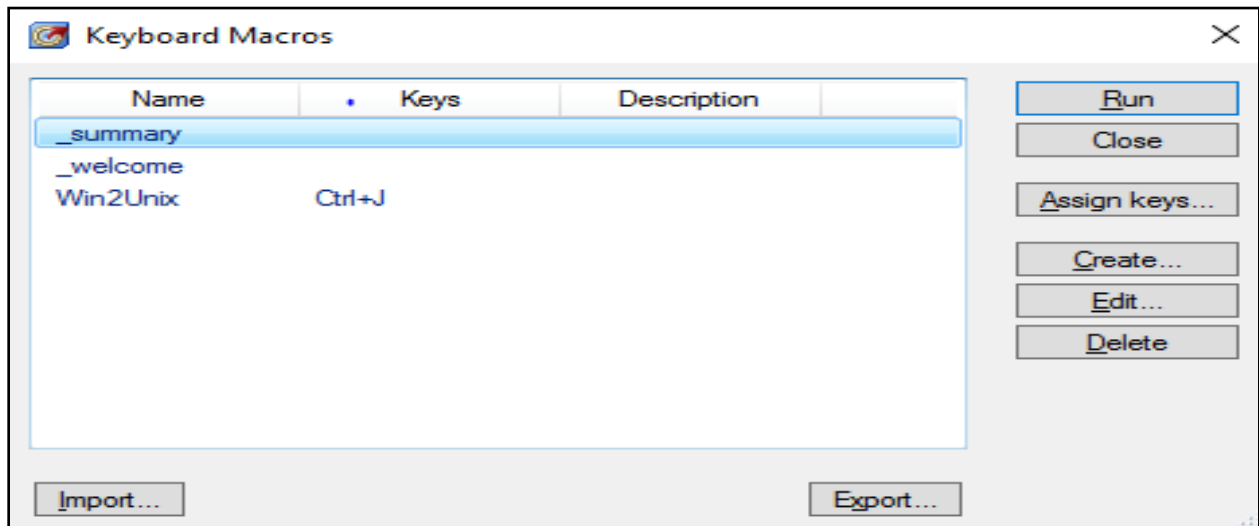 Keyboard Macros
Name Keys Description
_summary
_welcome
Win2Unix Ctrl+J
Run
Close
Assign keys...
Create...
Edit...
Delete
Import... Export...